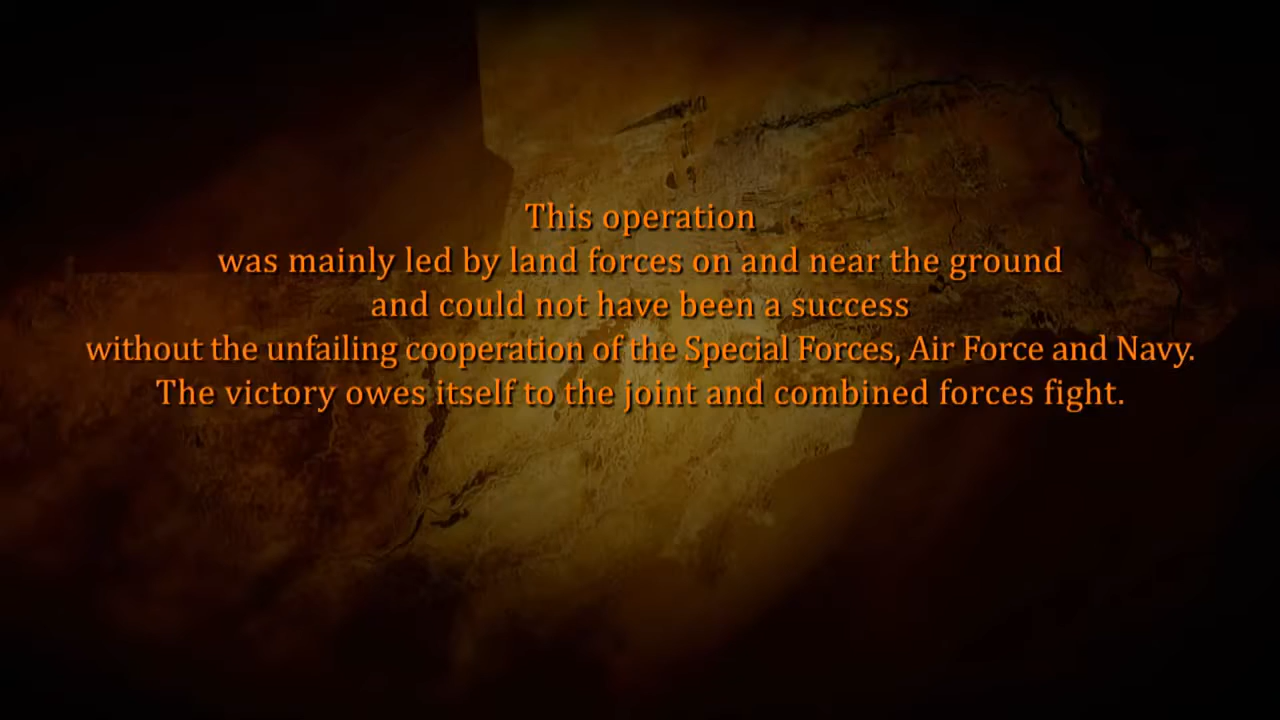 This operation
was mainly led by land forces on and near the ground
and could not have been a success
without the unfailing cooperation of the Special Forces, Air Force and Navy.
The victory owes itself to the joint and combined forces fight.